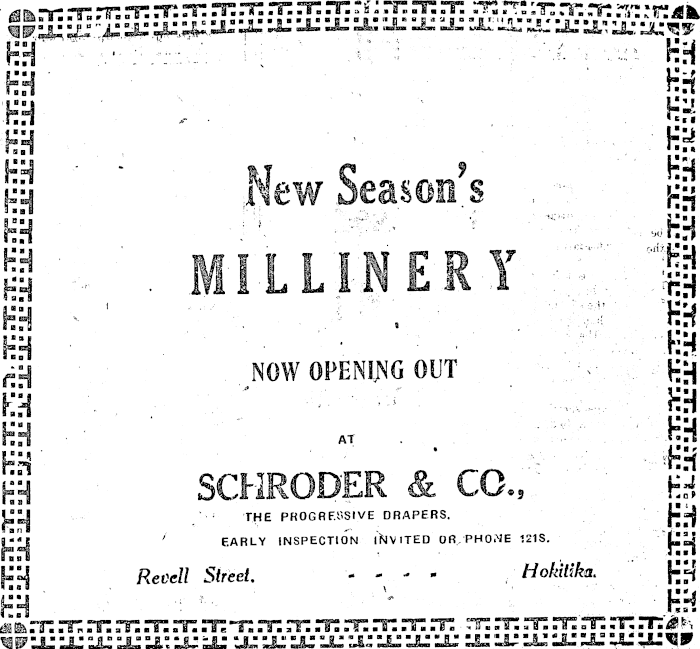 New Season's
MILLINERY
NOW OPENING OUT
AT
SCHRODER & CO.,
THE PROGRESSIVE DRAPERS.
EARLY INSPECTION INVITED OR PHONE 121S.
Revell Street. - - - - Hokitika.